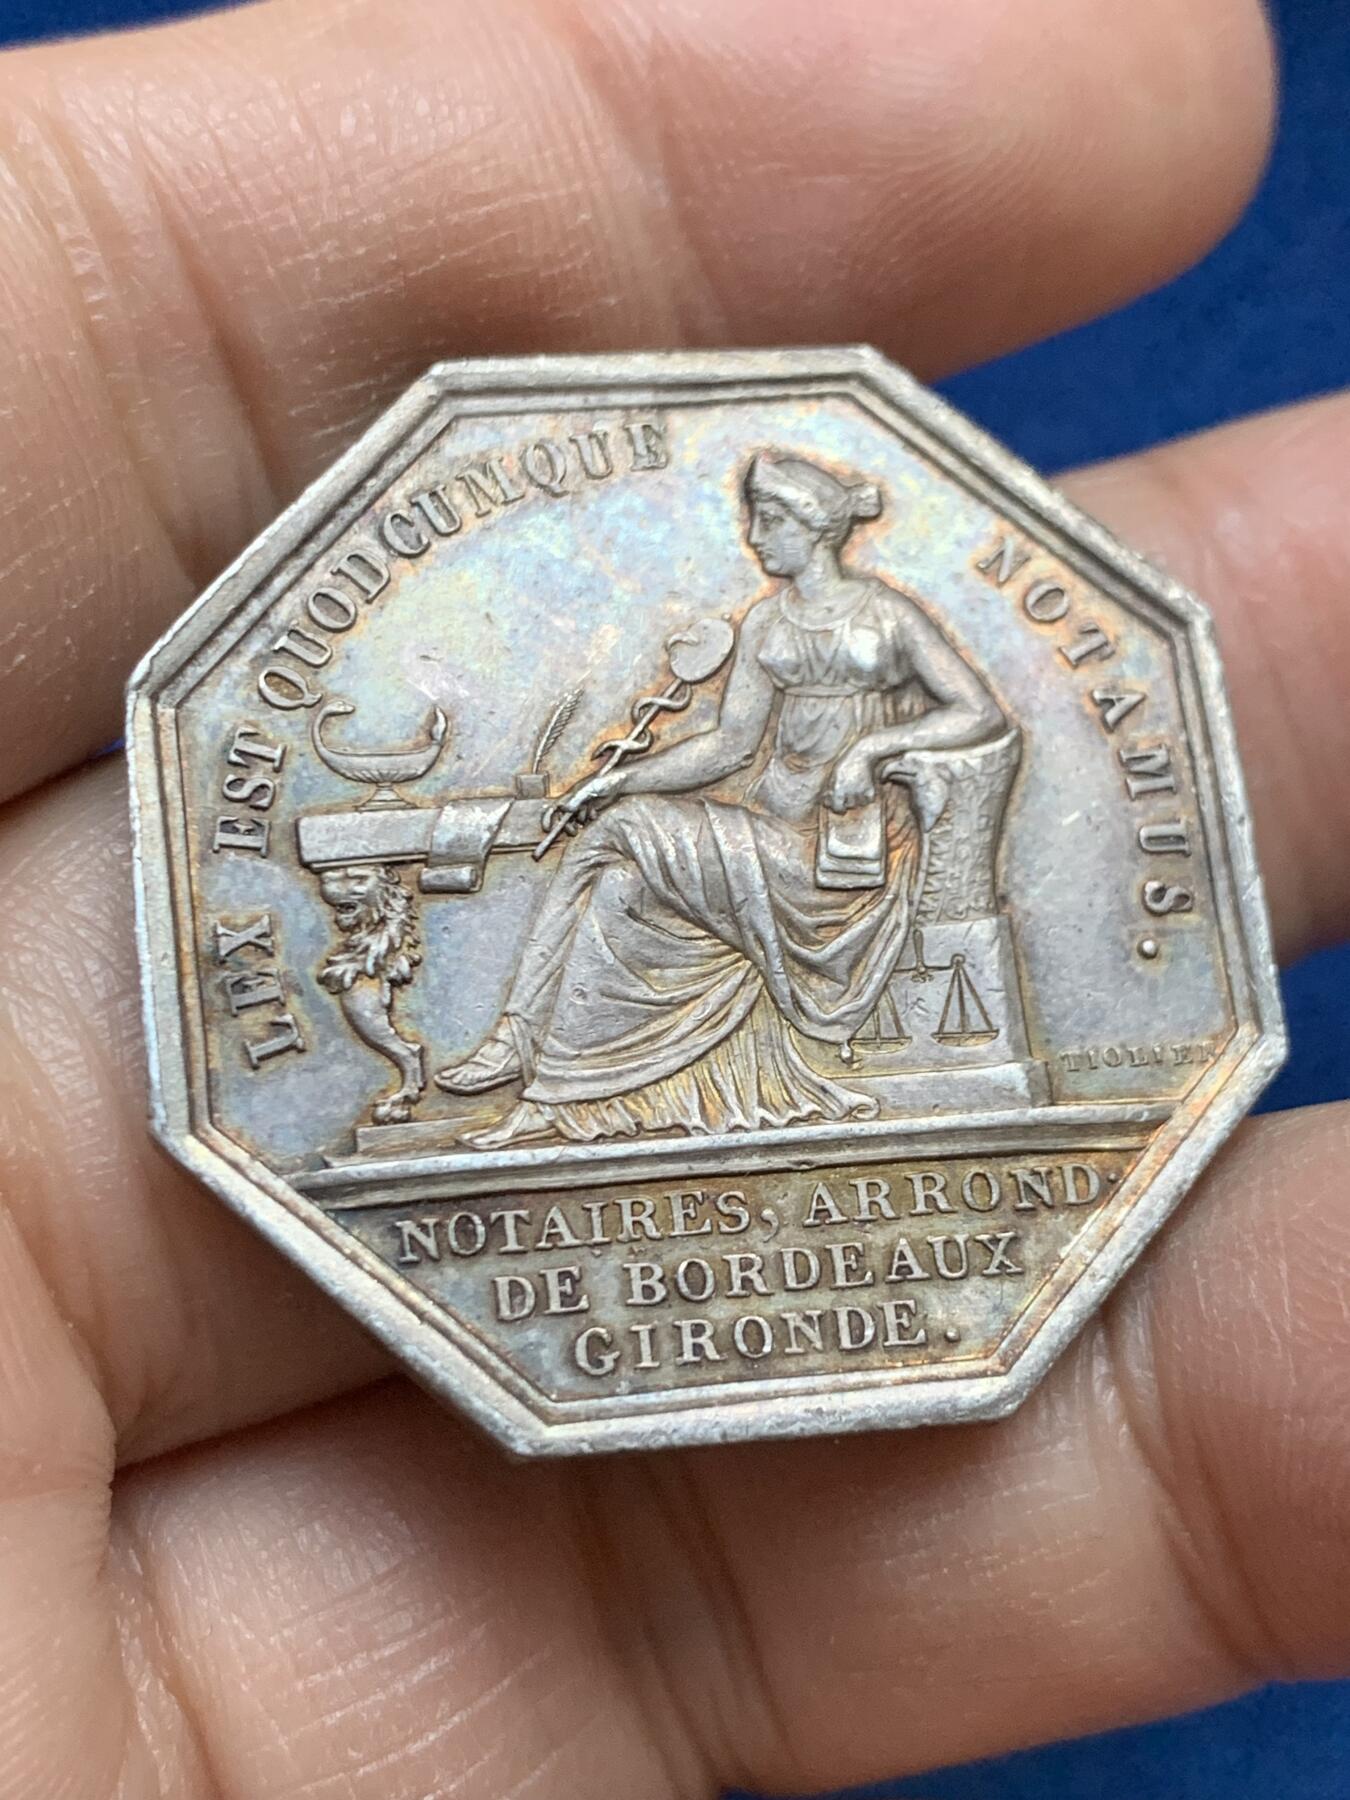 LEX EST QUODCUMQUE NOTAMUS.
TIOLIER
NOTAIRES, ARROND.
DE BORDEAUX
GIRONDE.